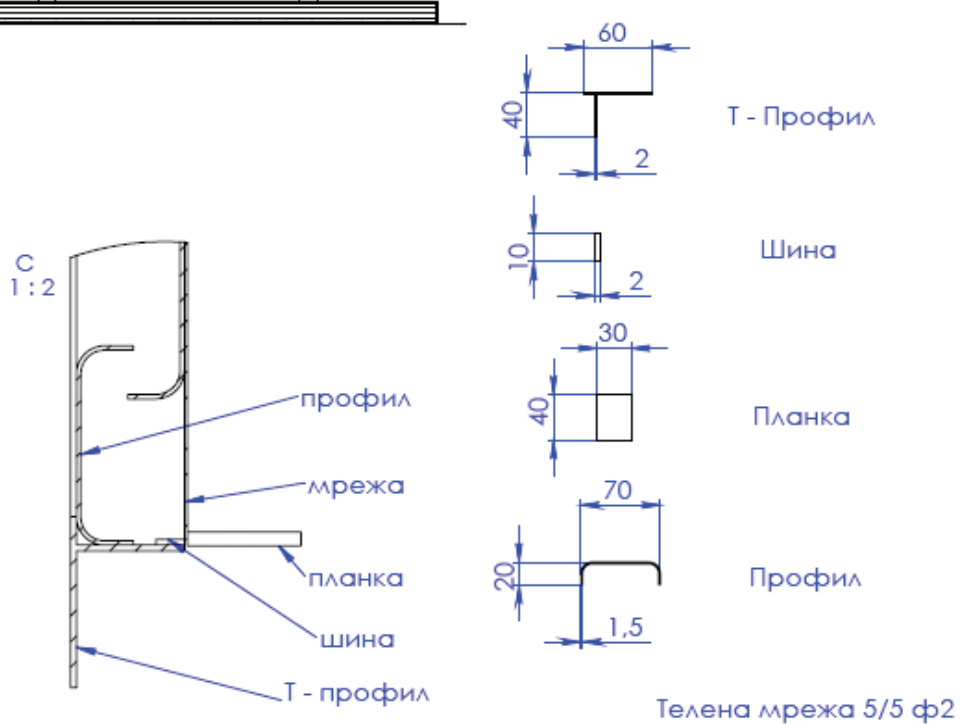 60
40
Т - Профил
2
10
Шина
2
С
1 : 2
30
40
Планка
профил
мрежа
70
20
Профил
планка
1,5
шина
Т - профил
Телена мрежа 5/5 ф2